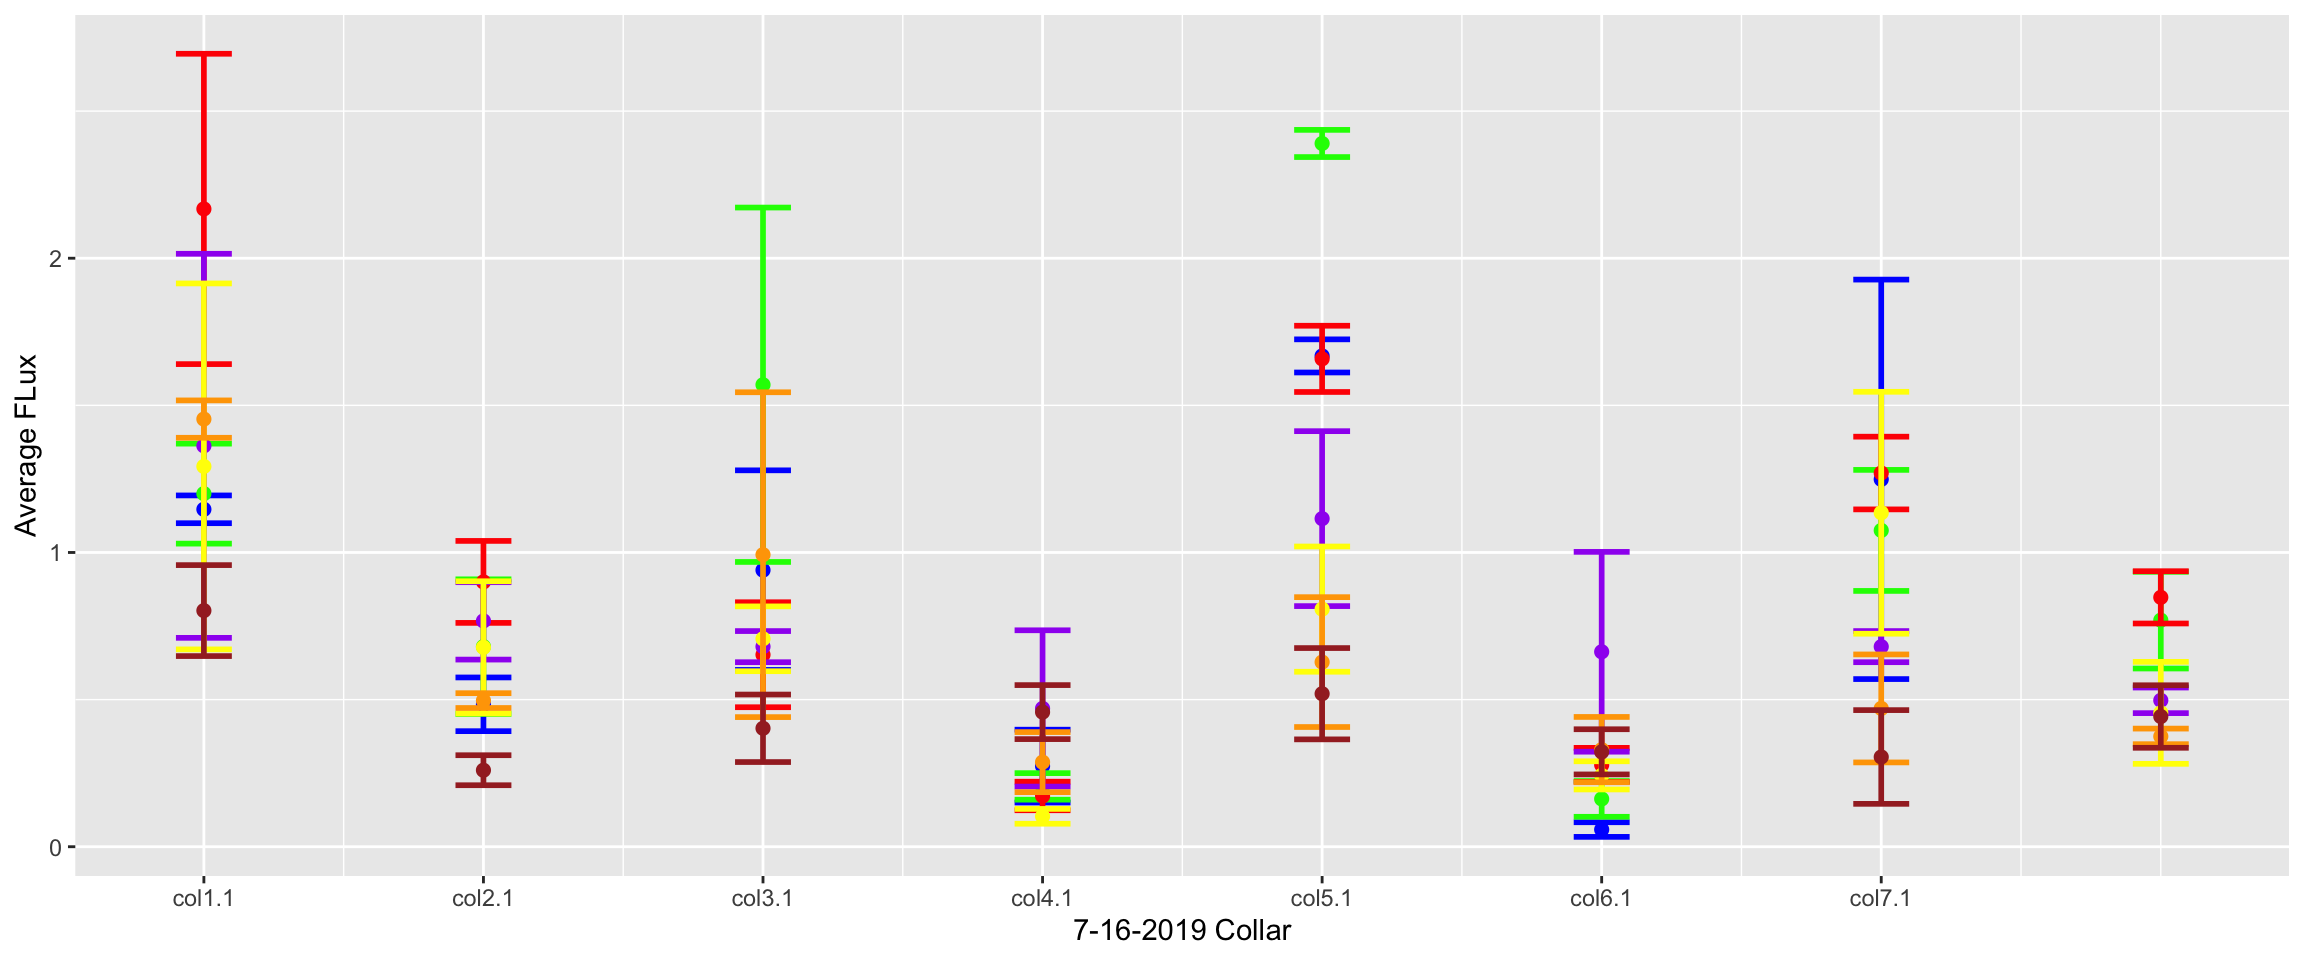 Average FLux
2
1
0
col1.1 col2.1 col3.1 col4.1 col5.1 col6.1 col7.1
7-16-2019 Collar